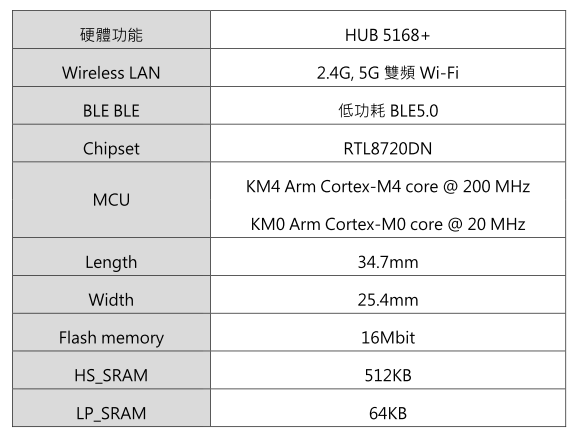 硬體功能 HUB 5168+
Wireless LAN 2.4G, 5G 雙頻 Wi-Fi
BLE BLE 低功耗 BLE5.0
Chipset RTL8720DN
MCU KM4 Arm Cortex-M4 core @ 200 MHz
KM0 Arm Cortex-M0 core @ 20 MHz
Length 34.7mm
Width 25.4mm
Flash memory 16Mbit
HS_SRAM 512KB
LP_SRAM 64KB